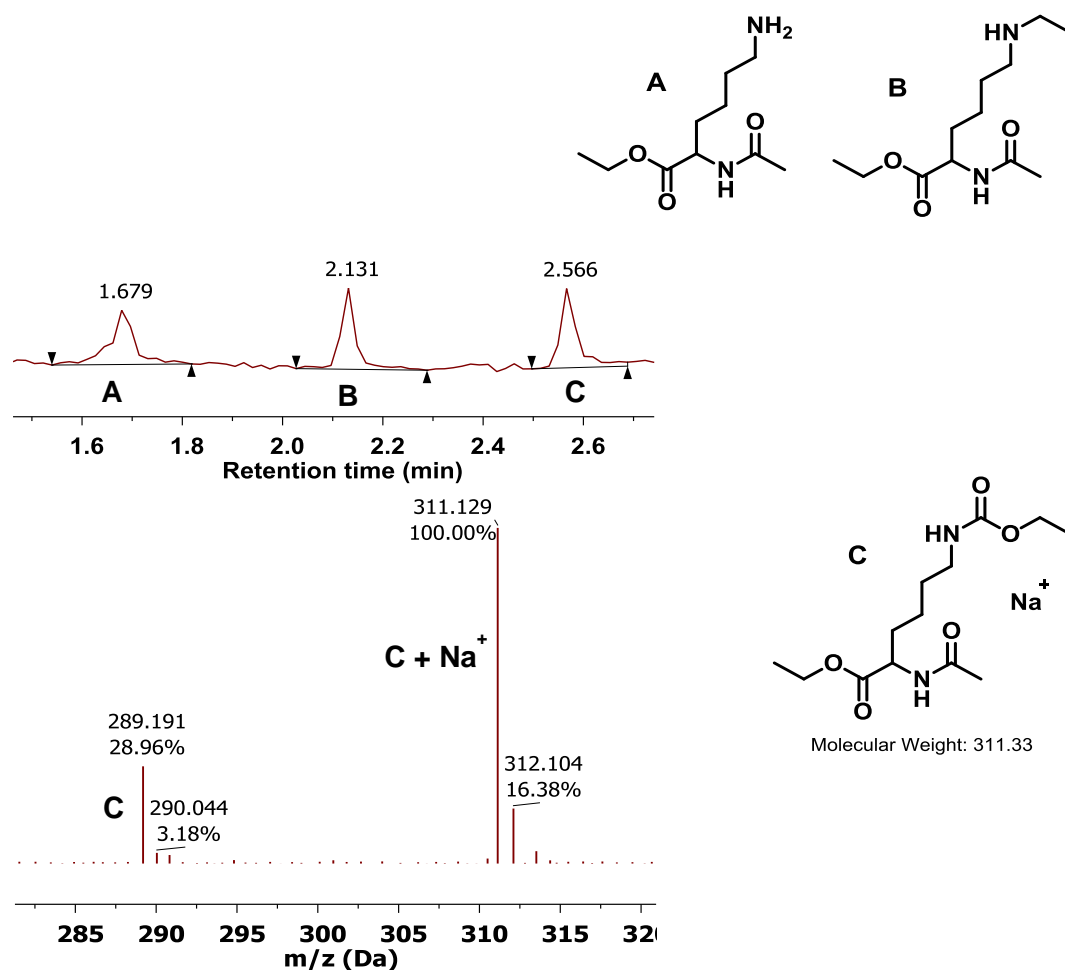 NH₂
A
O
O
N
H
O
HN
B
O
O
N
H
O
1.679
2.131
2.566
A
B
C
1.6
1.8
2.0
2.2
2.4
2.6
Retention time (min)
311.129
100.00%
C + Na⁺
289.191
28.96%
C
290.044
3.18%
312.104
16.38%
285
290
295
300
305
310
315
m/z (Da)
O
HN
O
C
Na⁺
O
O
N
H
O
Molecular Weight: 311.33